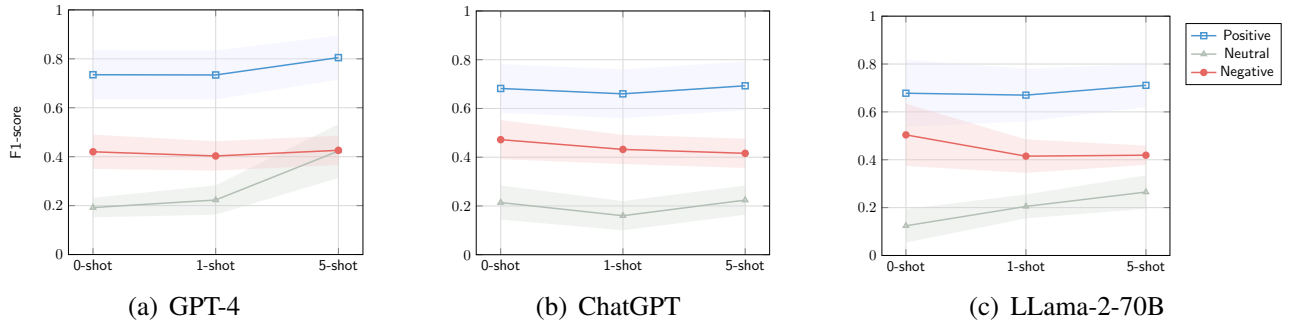 F1-score
1
0.8
0.6
0.4
0.2
0
0-shot
1-shot
5-shot
(a) GPT-4
1
0.8
0.6
0.4
0.2
0
0-shot
1-shot
5-shot
(b) ChatGPT
1
0.8
0.6
0.4
0.2
0
0-shot
1-shot
5-shot
(c) LLama-2-70B
Positive
Neutral
Negative